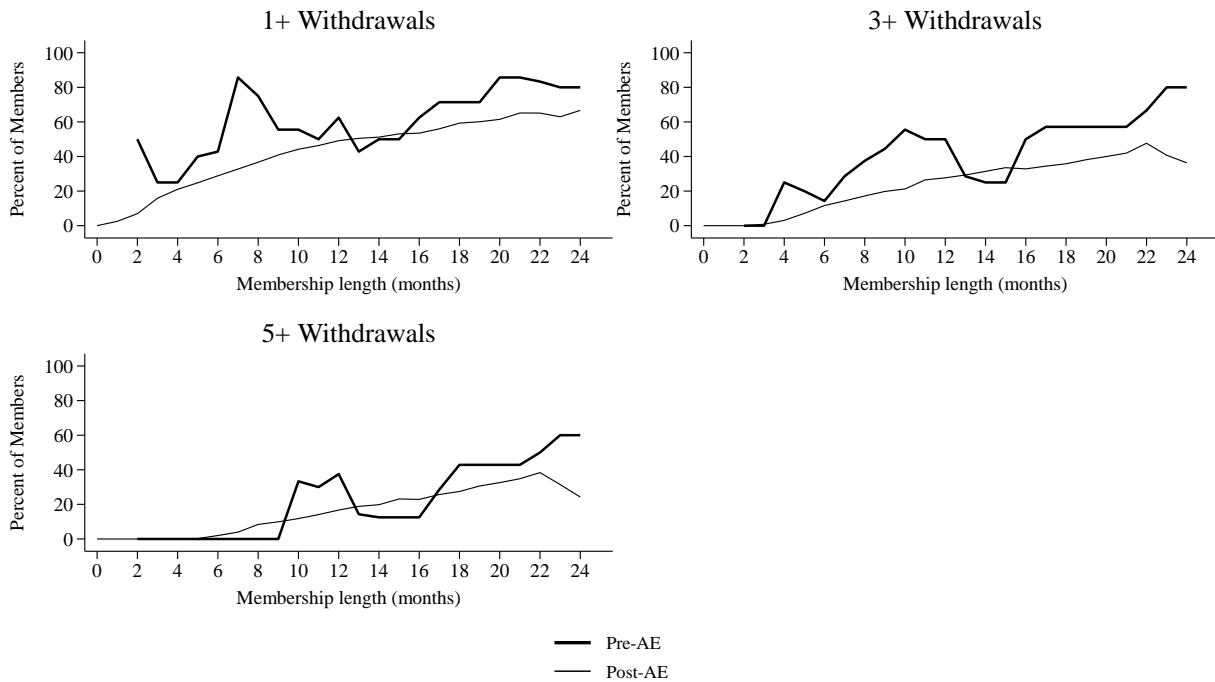 1+ Withdrawals
Percent of Members
100
80
60
40
20
0
0 2 4 6 8 10 12 14 16 18 20 22 24
Membership length (months)
3+ Withdrawals
Percent of Members
100
80
60
40
20
0
0 2 4 6 8 10 12 14 16 18 20 22 24
Membership length (months)
5+ Withdrawals
Percent of Members
100
80
60
40
20
0
0 2 4 6 8 10 12 14 16 18 20 22 24
Membership length (months)
Pre-AE
Post-AE